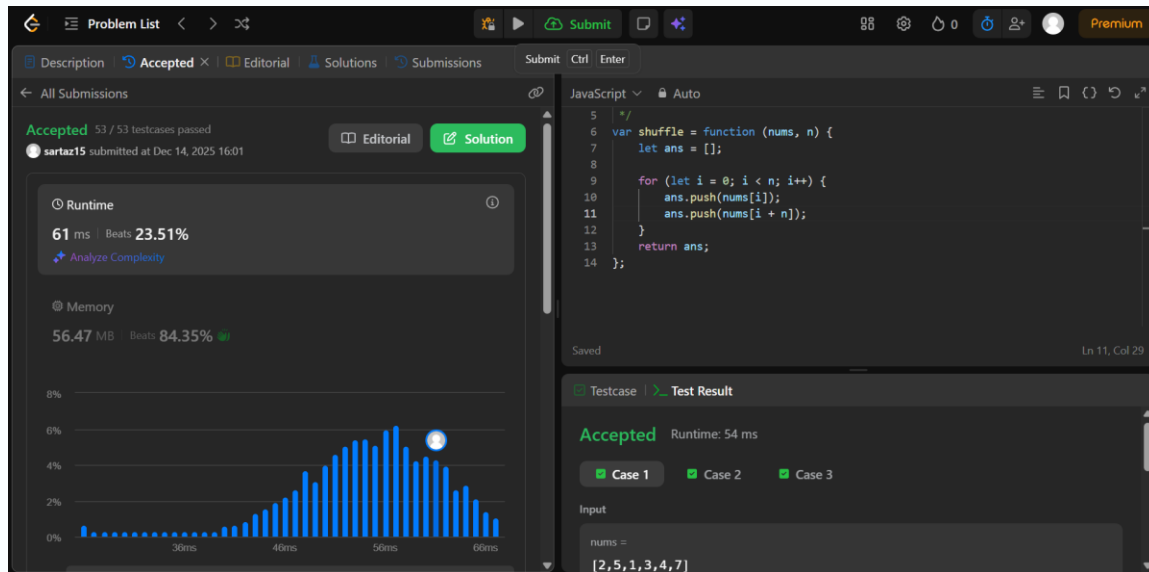 Problem List
Submit
0
Premium
Description
Accepted
Editorial
Solutions
Submissions
Submit Ctrl Enter
All Submissions
Accepted 53 / 53 testcases passed
sartaz15 submitted at Dec 14, 2025 16:01
Editorial
Solution
Runtime
61 ms Beats 23.51%
Analyze Complexity
Memory
56.47 MB Beats 84.35%
8%
6%
4%
2%
0%
36ms 46ms 56ms 66ms
JavaScript Auto
5 */
6 var shuffle = function (nums, n) {
7 let ans = [];
8
9 for (let i = 0; i < n; i++) {
10 ans.push(nums[i]);
11 ans.push(nums[i + n]);
12 }
13 return ans;
14 };
Saved
Ln 11, Col 29
Testcase
>_ Test Result
Accepted Runtime: 54 ms
Case 1 Case 2 Case 3
Input
nums =
[2,5,1,3,4,7]